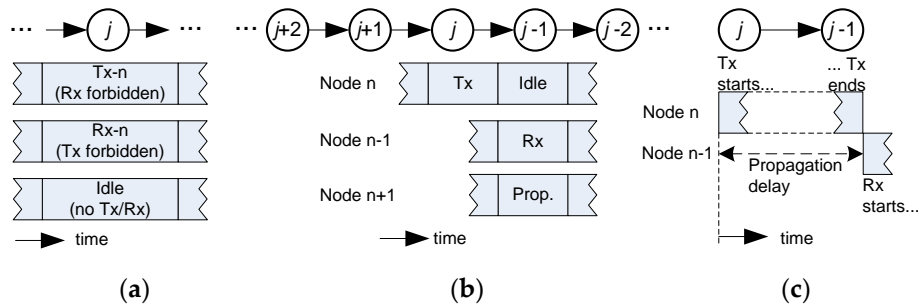 ... j ...
Tx-n
(Rx forbidden)
Rx-n
(Tx forbidden)
Idle
(no Tx/Rx)
time
(a)
... j+2 j+1 j j-1 j-2 ...
Node n Tx Idle
Node n-1 Rx
Node n+1 Prop.
time
(b)
j j-1
Tx
starts...
... Tx
ends
Node n
Node n-1
Propagation
delay
Rx
starts...
time
(c)